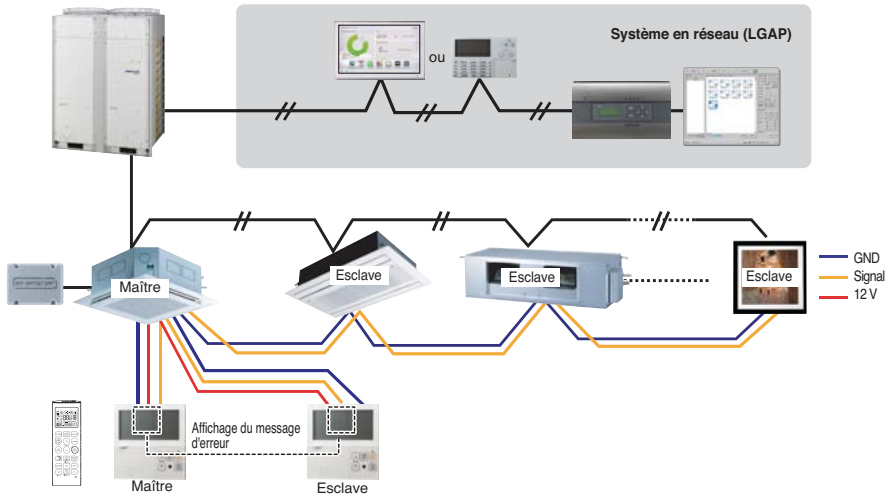 Système en réseau (LGAP)
ou
Maître
Esclave
Esclave
Esclave
GND
Signal
12 V
Affichage du message
d'erreur
Maître
Esclave